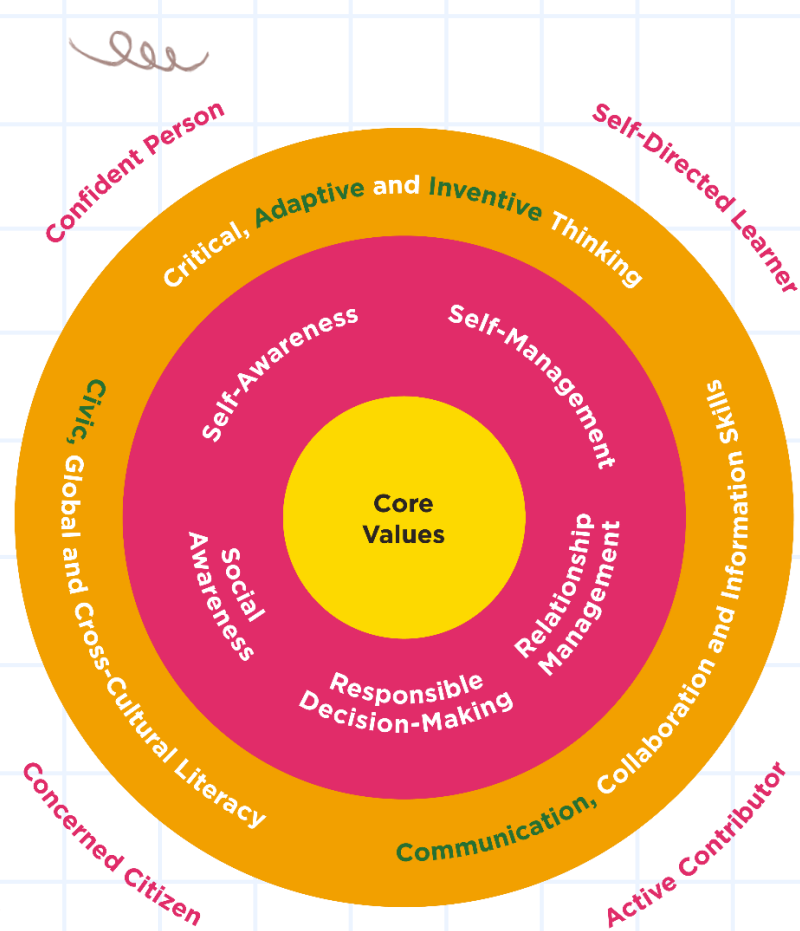 Confident Person
Self-Directed Learner
Critical, Adaptive and Inventive Thinking
Self-Awareness
Self-Management
Civic, Global and Cross-Cultural Literacy
Communication, Collaboration and Information Skills
Core
Values
Social
Awareness
Relationship
Management
Responsible
Decision-Making
Concerned Citizen
Active Contributor